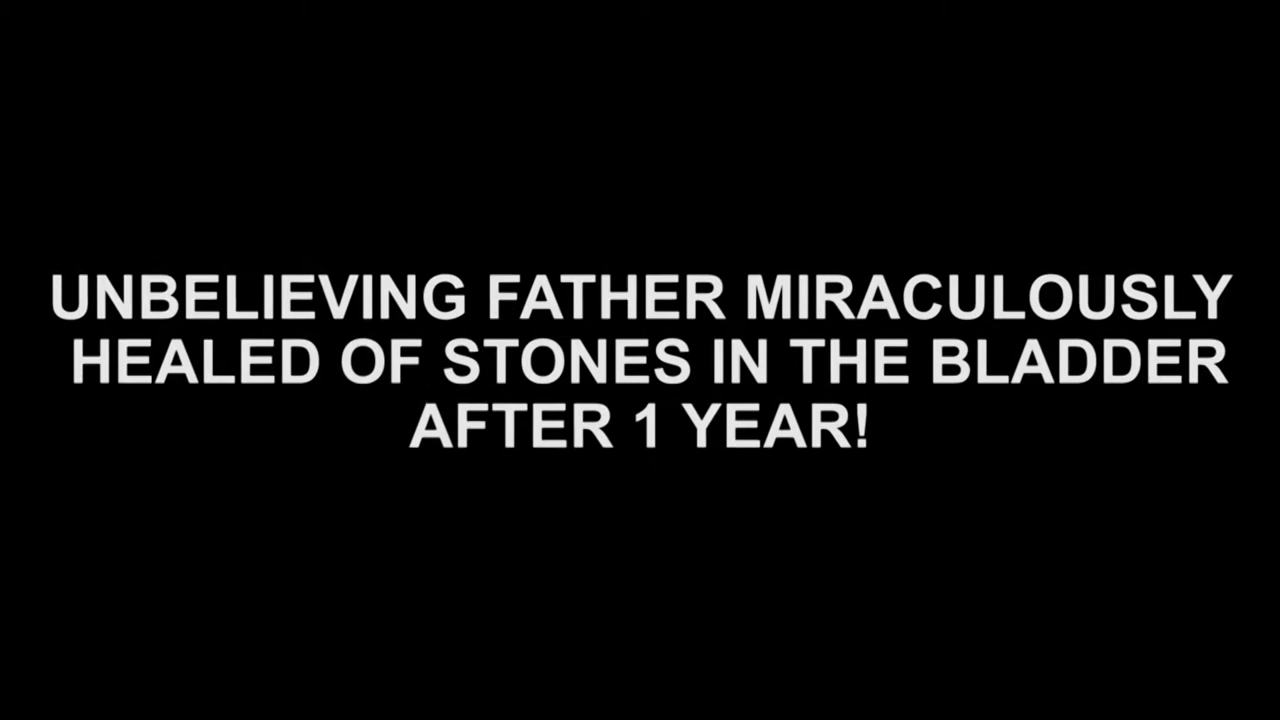 UNBELIEVING FATHER MIRACULOUSLY
HEALED OF STONES IN THE BLADDER
AFTER 1 YEAR!